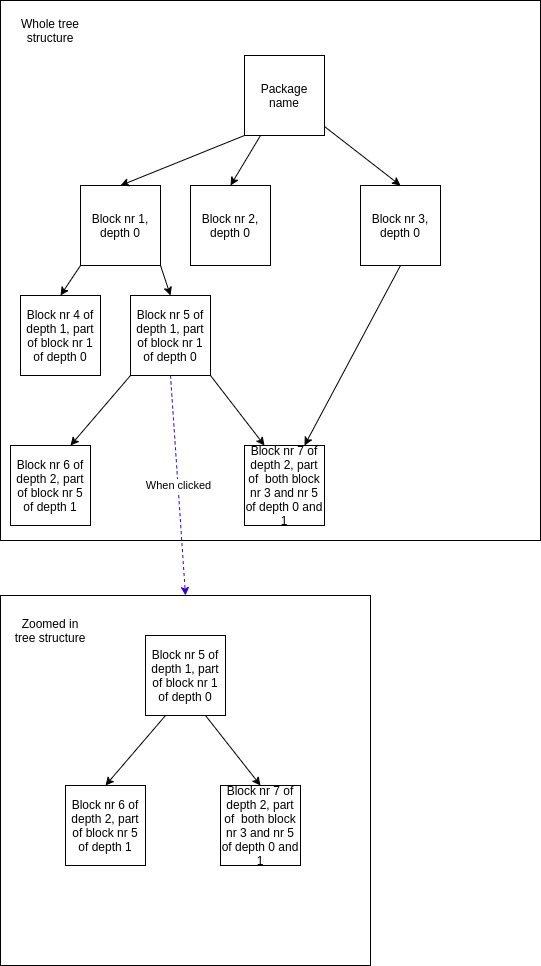 Whole tree
structure
Package
name
Block nr 1,
depth 0
Block nr 2,
depth 0
Block nr 3,
depth 0
Block nr 4 of
depth 1, part
of block nr 1
of depth 0
Block nr 5 of
depth 1, part
of block nr 1
of depth 0
Block nr 6 of
depth 2, part
of block nr 5
of depth 1
Block nr 7 of
depth 2, part
of both block
nr 3 and nr 5
of depth 0 and
1
When clicked
Zoomed in
tree structure
Block nr 5 of
depth 1, part
of block nr 1
of depth 0
Block nr 6 of
depth 2, part
of block nr 5
of depth 1
Block nr 7 of
depth 2, part
of both block
nr 3 and nr 5
of depth 0 and
1